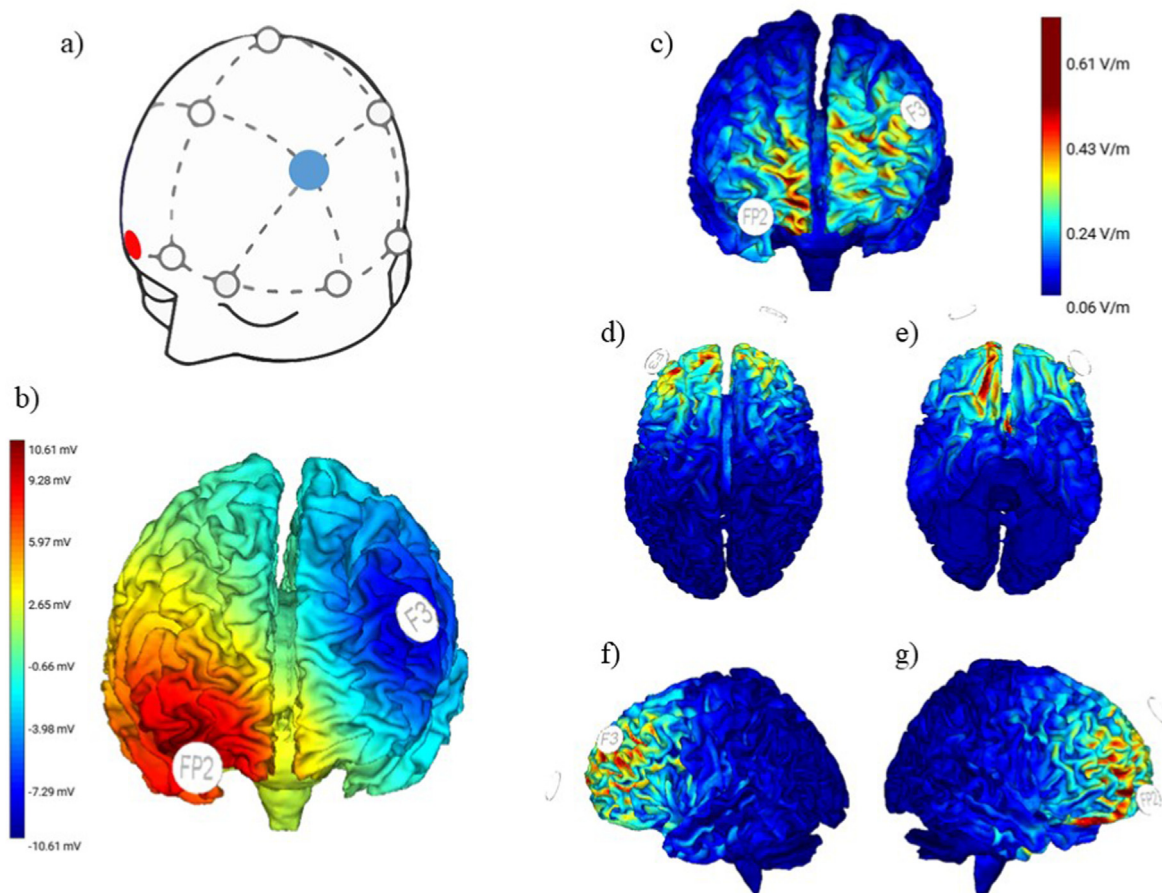 a)
b)
10.61 mV
9.28 mV
5.97 mV
2.65 mV
-0.66 mV
-3.98 mV
-7.29 mV
-10.61 mV
F3
FP2
c)
F3
FP2
0.61 V/m
0.43 V/m
0.24 V/m
0.06 V/m
d)
e)
f)
F3
g)
FP2